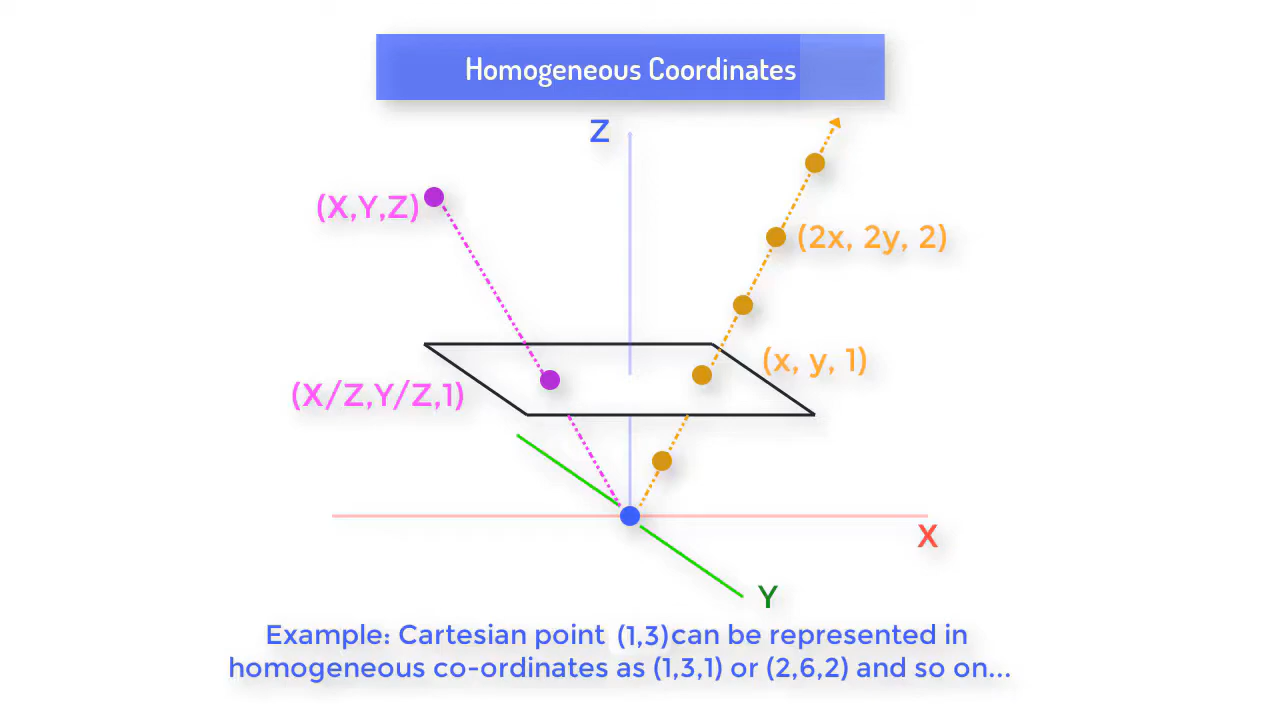 Homogeneous Coordinates
Z
(X,Y,Z)
(2x, 2y, 2)
(x, y, 1)
(X/Z,Y/Z,1)
X
Y
Example: Cartesian point (1,3) can be represented in
homogeneous co-ordinates as (1,3,1) or (2,6,2) and so on...